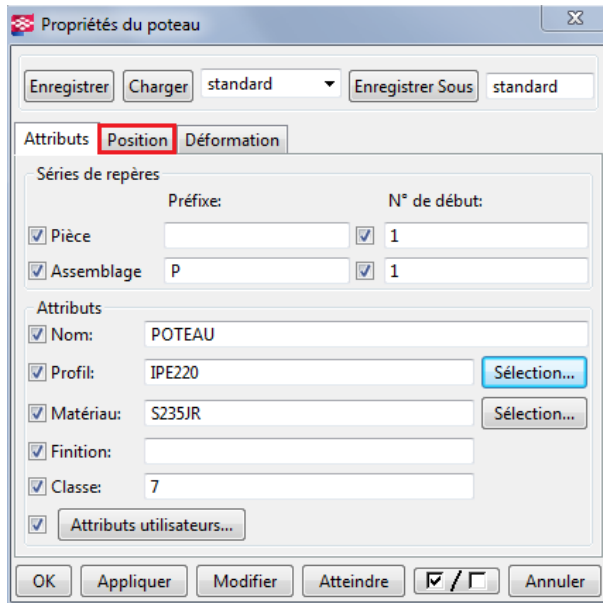 Propriétés du poteau
Enregistrer Charger standard Enregistrer Sous standard
Attributs Position Déformation
Séries de repères
Préfixe: N° de début:
Pièce 1
Assemblage P 1
Attributs
Nom: POTEAU
Profil: IPE220 Sélection...
Matériau: S235JR Sélection...
Finition:
Classe: 7
Attributs utilisateurs...
OK Appliquer Modifier Atteindre / Annuler